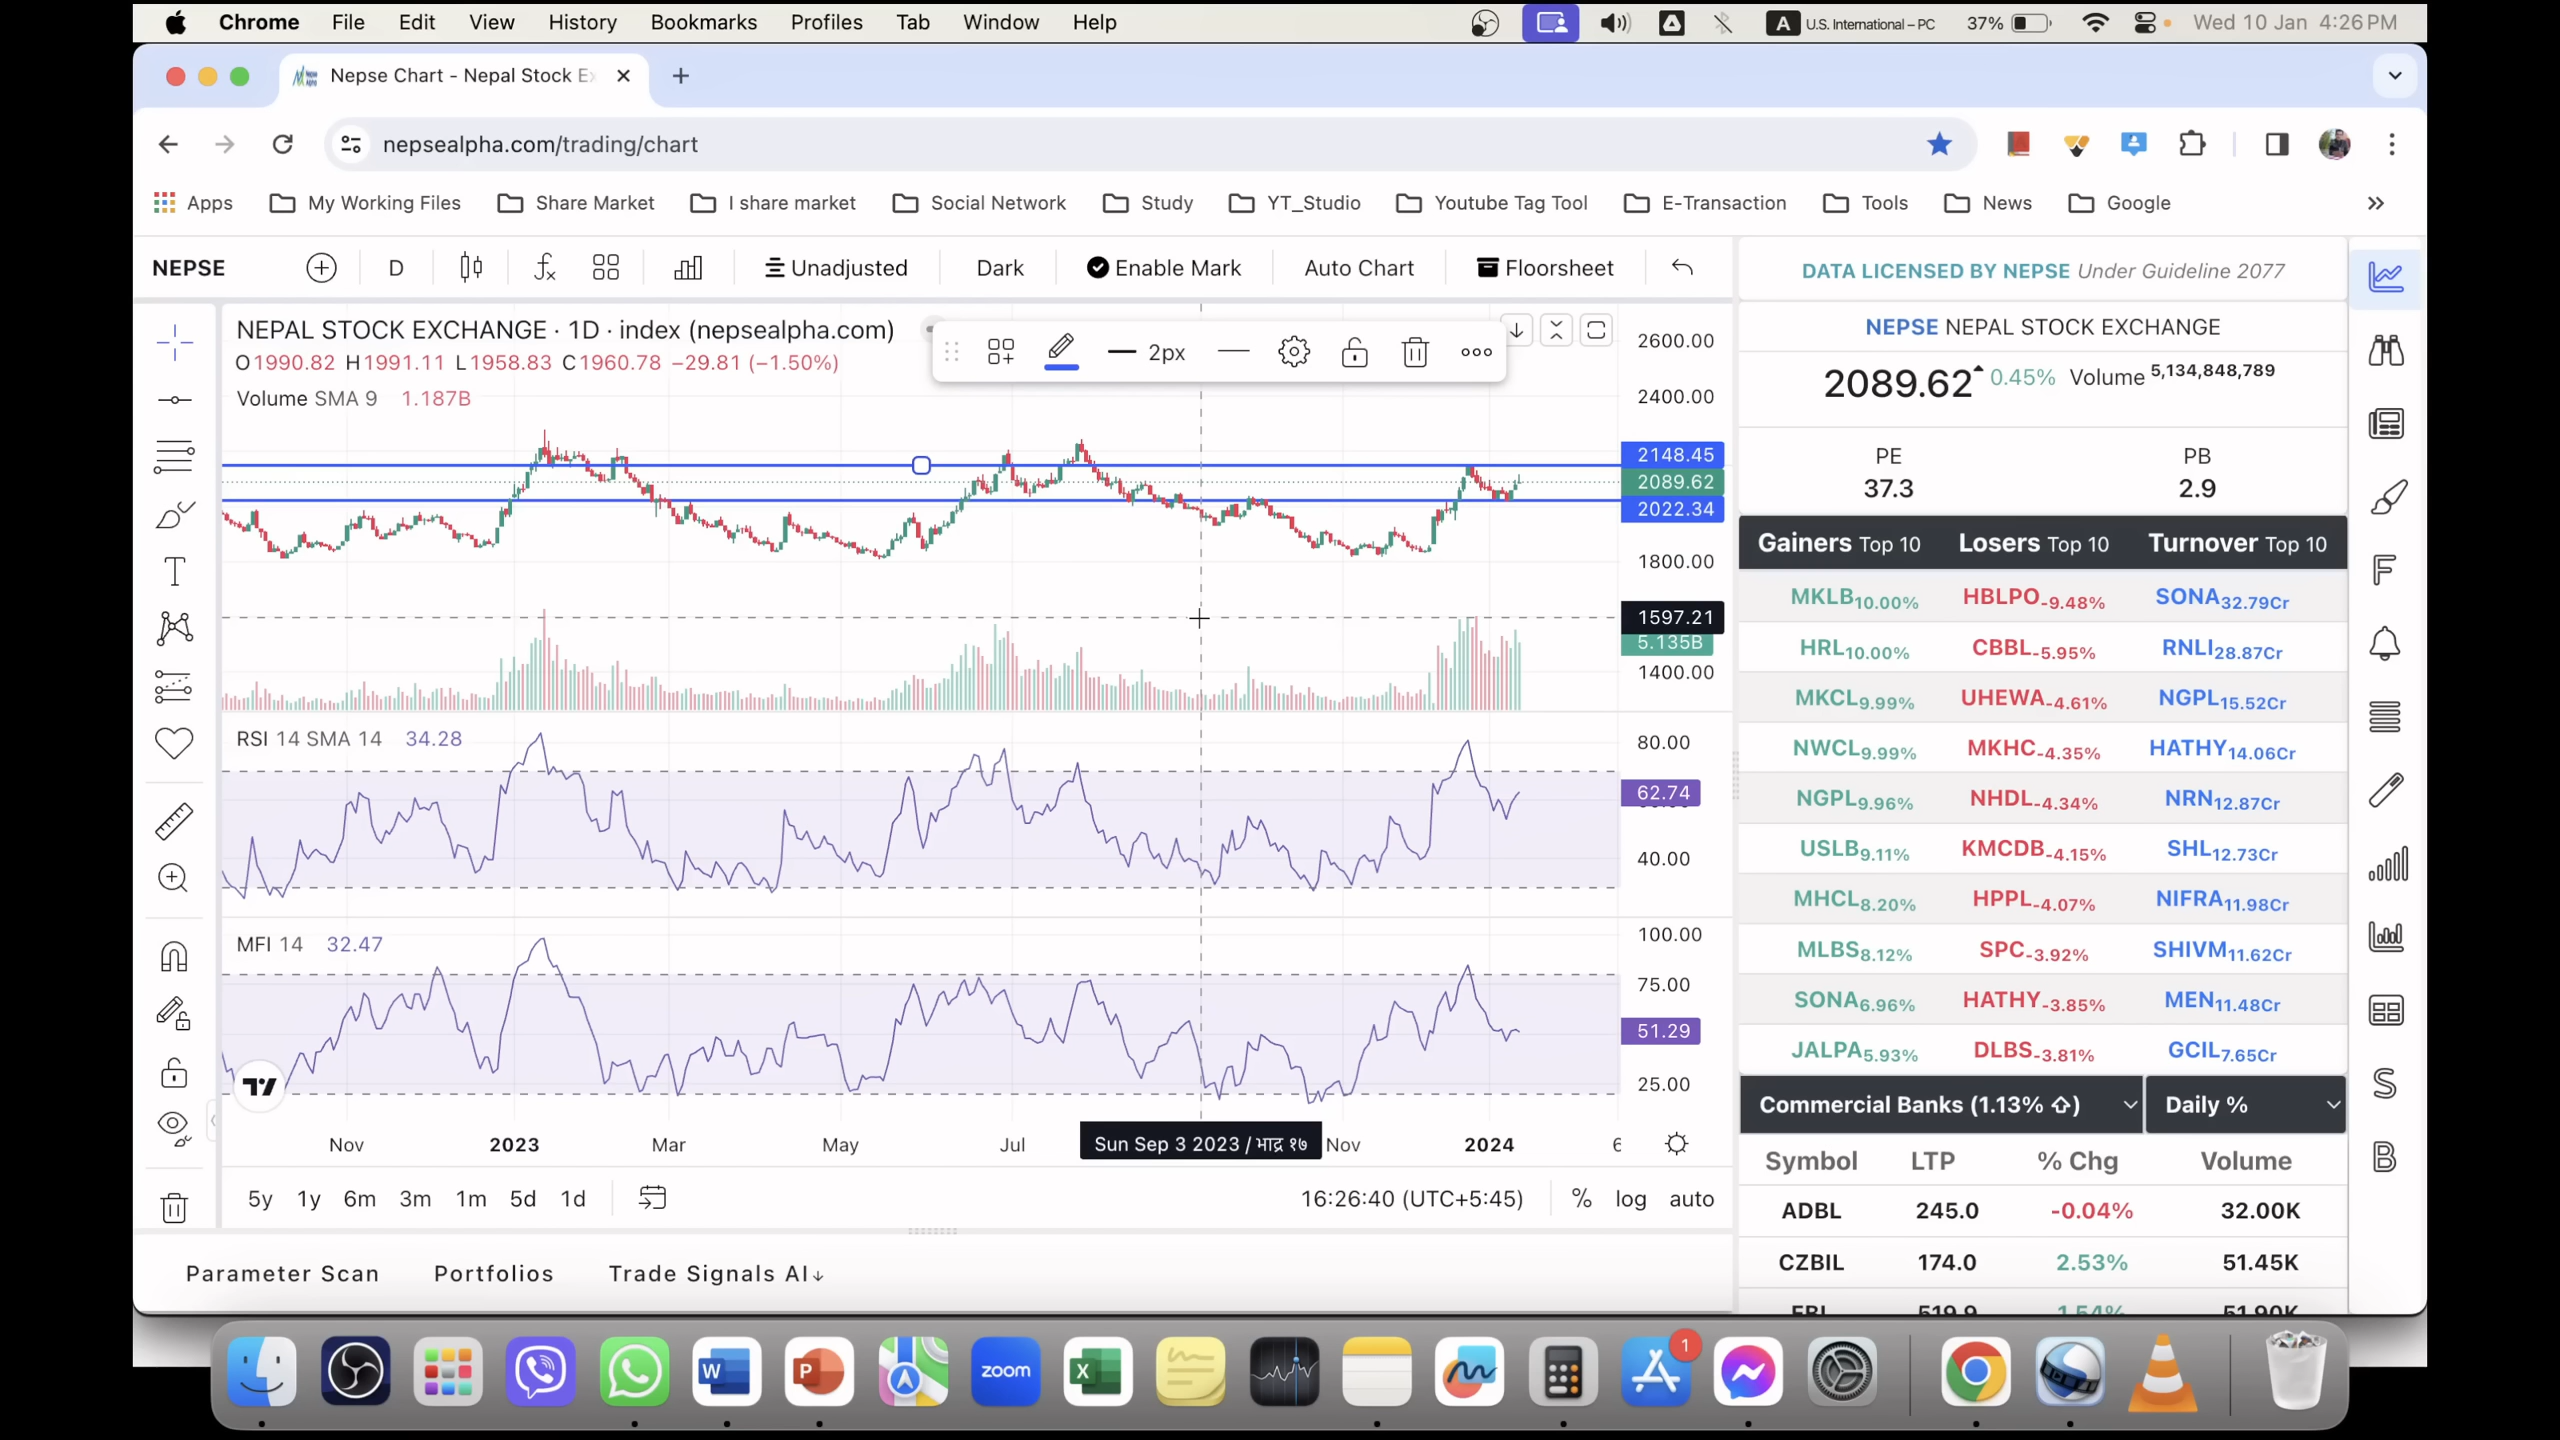 Chrome File Edit View History Bookmarks Profiles Tab Window Help A U.S. International – PC 37% Wed 10 Jan 4:26 PM
Nepse Chart - Nepal Stock Ex
nepsealpha.com/trading/chart
Apps My Working Files Share Market I share market Social Network Study YT_Studio Youtube Tag Tool E-Transaction Tools News Google
NEPSE D Unadjusted Dark Enable Mark Auto Chart Floorsheet
NEPAL STOCK EXCHANGE · 1D · index (nepsealpha.com)
O1990.82 H1991.11 L1958.83 C1960.78 −29.81 (−1.50%)
Volume SMA 9 1.187B
2px
2600.00
2400.00
2148.45
2089.62
2022.34
1800.00
1597.21
5.135B
1400.00
RSI 14 SMA 14 34.28
80.00
62.74
40.00
MFI 14 32.47
100.00
75.00
51.29
25.00
Nov 2023 Mar May Jul Sun Sep 3 2023 / भाद्र १७ Nov 2024
5y 1y 6m 3m 1m 5d 1d 16:26:40 (UTC+5:45) % log auto
Parameter Scan Portfolios Trade Signals AI↓
DATA LICENSED BY NEPSE Under Guideline 2077
NEPSE NEPAL STOCK EXCHANGE
2089.62 0.45% Volume 5,134,848,789
PE PB
37.3 2.9
Gainers Top 10 Losers Top 10 Turnover Top 10
MKLB10.00% HBLPO-9.48% SONA32.79Cr
HRL10.00% CBBL-5.95% RNLI28.87Cr
MKCL9.99% UHEWA-4.61% NGPL15.52Cr
NWCL9.99% MKHC-4.35% HATHY14.06Cr
NGPL9.96% NHDL-4.34% NRN12.87Cr
USLB9.11% KMCDB-4.15% SHL12.73Cr
MHCL8.20% HPPL-4.07% NIFRA11.98Cr
MLBS8.12% SPC-3.92% SHIVM11.62Cr
SONA6.96% HATHY-3.85% MEN11.48Cr
JALPA5.93% DLBS-3.81% GCIL7.65Cr
Commercial Banks (1.13% ⇧) Daily %
Symbol LTP % Chg Volume
ADBL 245.0 -0.04% 32.00K
CZBIL 174.0 2.53% 51.45K
F
S
B
W P zoom X 1